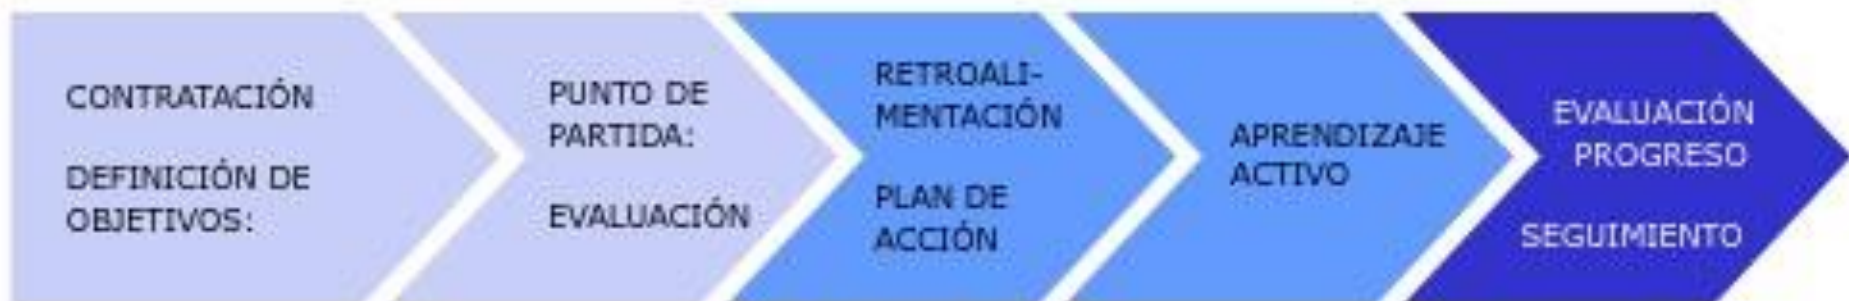 CONTRATACIÓN
DEFINICIÓN DE
OBJETIVOS:
PUNTO DE
PARTIDA:
EVALUACIÓN
RETROALI-
MENTACIÓN
PLAN DE
ACCIÓN
APRENDIZAJE
ACTIVO
EVALUACIÓN
PROGRESO
SEGUIMIENTO